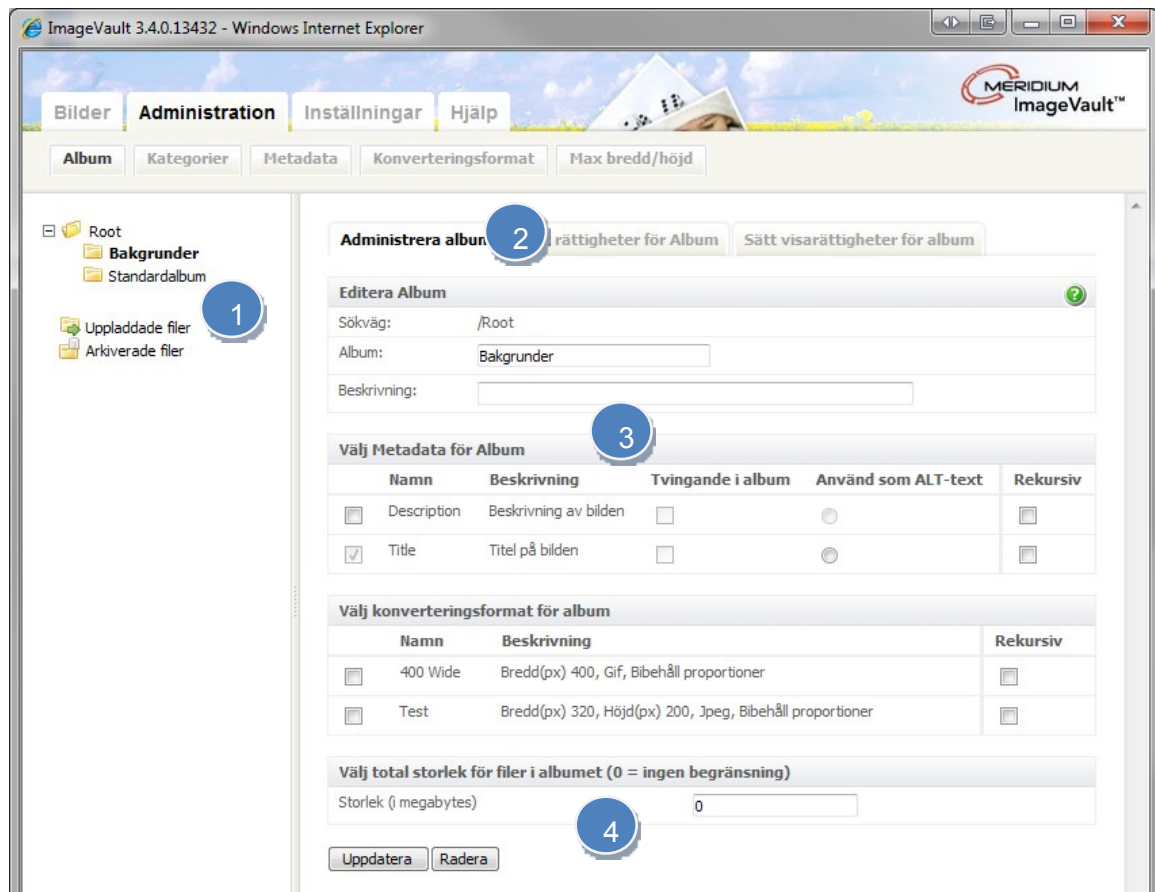 ImageVault 3.4.0.13432 - Windows Internet Explorer
MERIDIUM
ImageVault™
Bilder Administration Inställningar Hjälp
Album Kategorier Metadata Konverteringsformat Max bredd/höjd
Root
Bakgrunder
Standardalbum
1
Uppladdade filer
Arkiverade filer
Administrera 2 rättigheter för Album Sätt visarättigheter för album
Editera Album
Sökväg: /Root
Album: Bakgrunder
Beskrivning:
3
Välj Metadata för Album
Namn Beskrivning Tvingande i album Använd som ALT-text Rekursiv
Description Beskrivning av bilden
Title Titel på bilden
Välj konverteringsformat för album
Namn Beskrivning Rekursiv
400 Wide Bredd(px) 400, Gif, Bibehåll proportioner
Test Bredd(px) 320, Höjd(px) 200, Jpeg, Bibehåll proportioner
Välj total storlek för filer i albumet (0 = ingen begränsning)
Storlek (i megabytes) 0
4
Uppdatera Radera